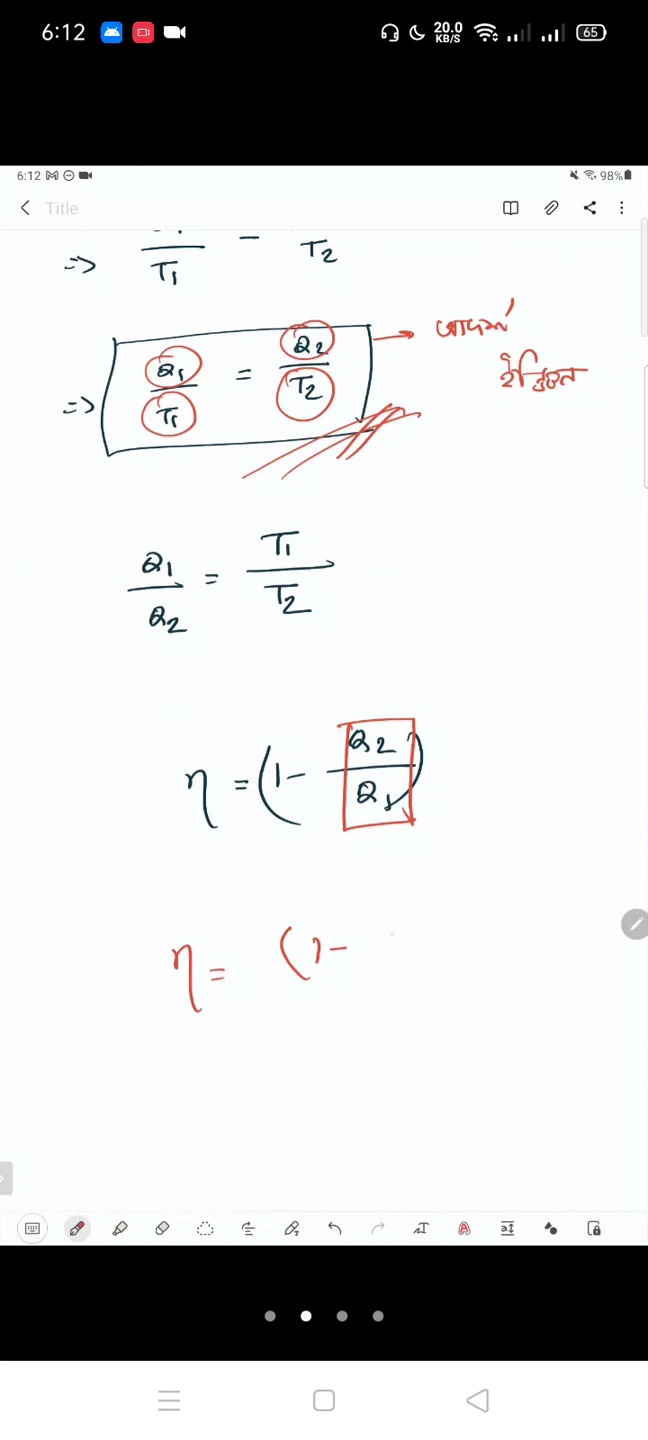 6:12 20.0 KB/S 65
6:12 98%
Title
=> T₁ = T₂
=> Q₁/T₁ = Q₂/T₂ → আদর্শ
ইঞ্জিন
Q₁/Q₂ = T₁/T₂
η = (1 - Q₂/Q₁)
η = (1 -